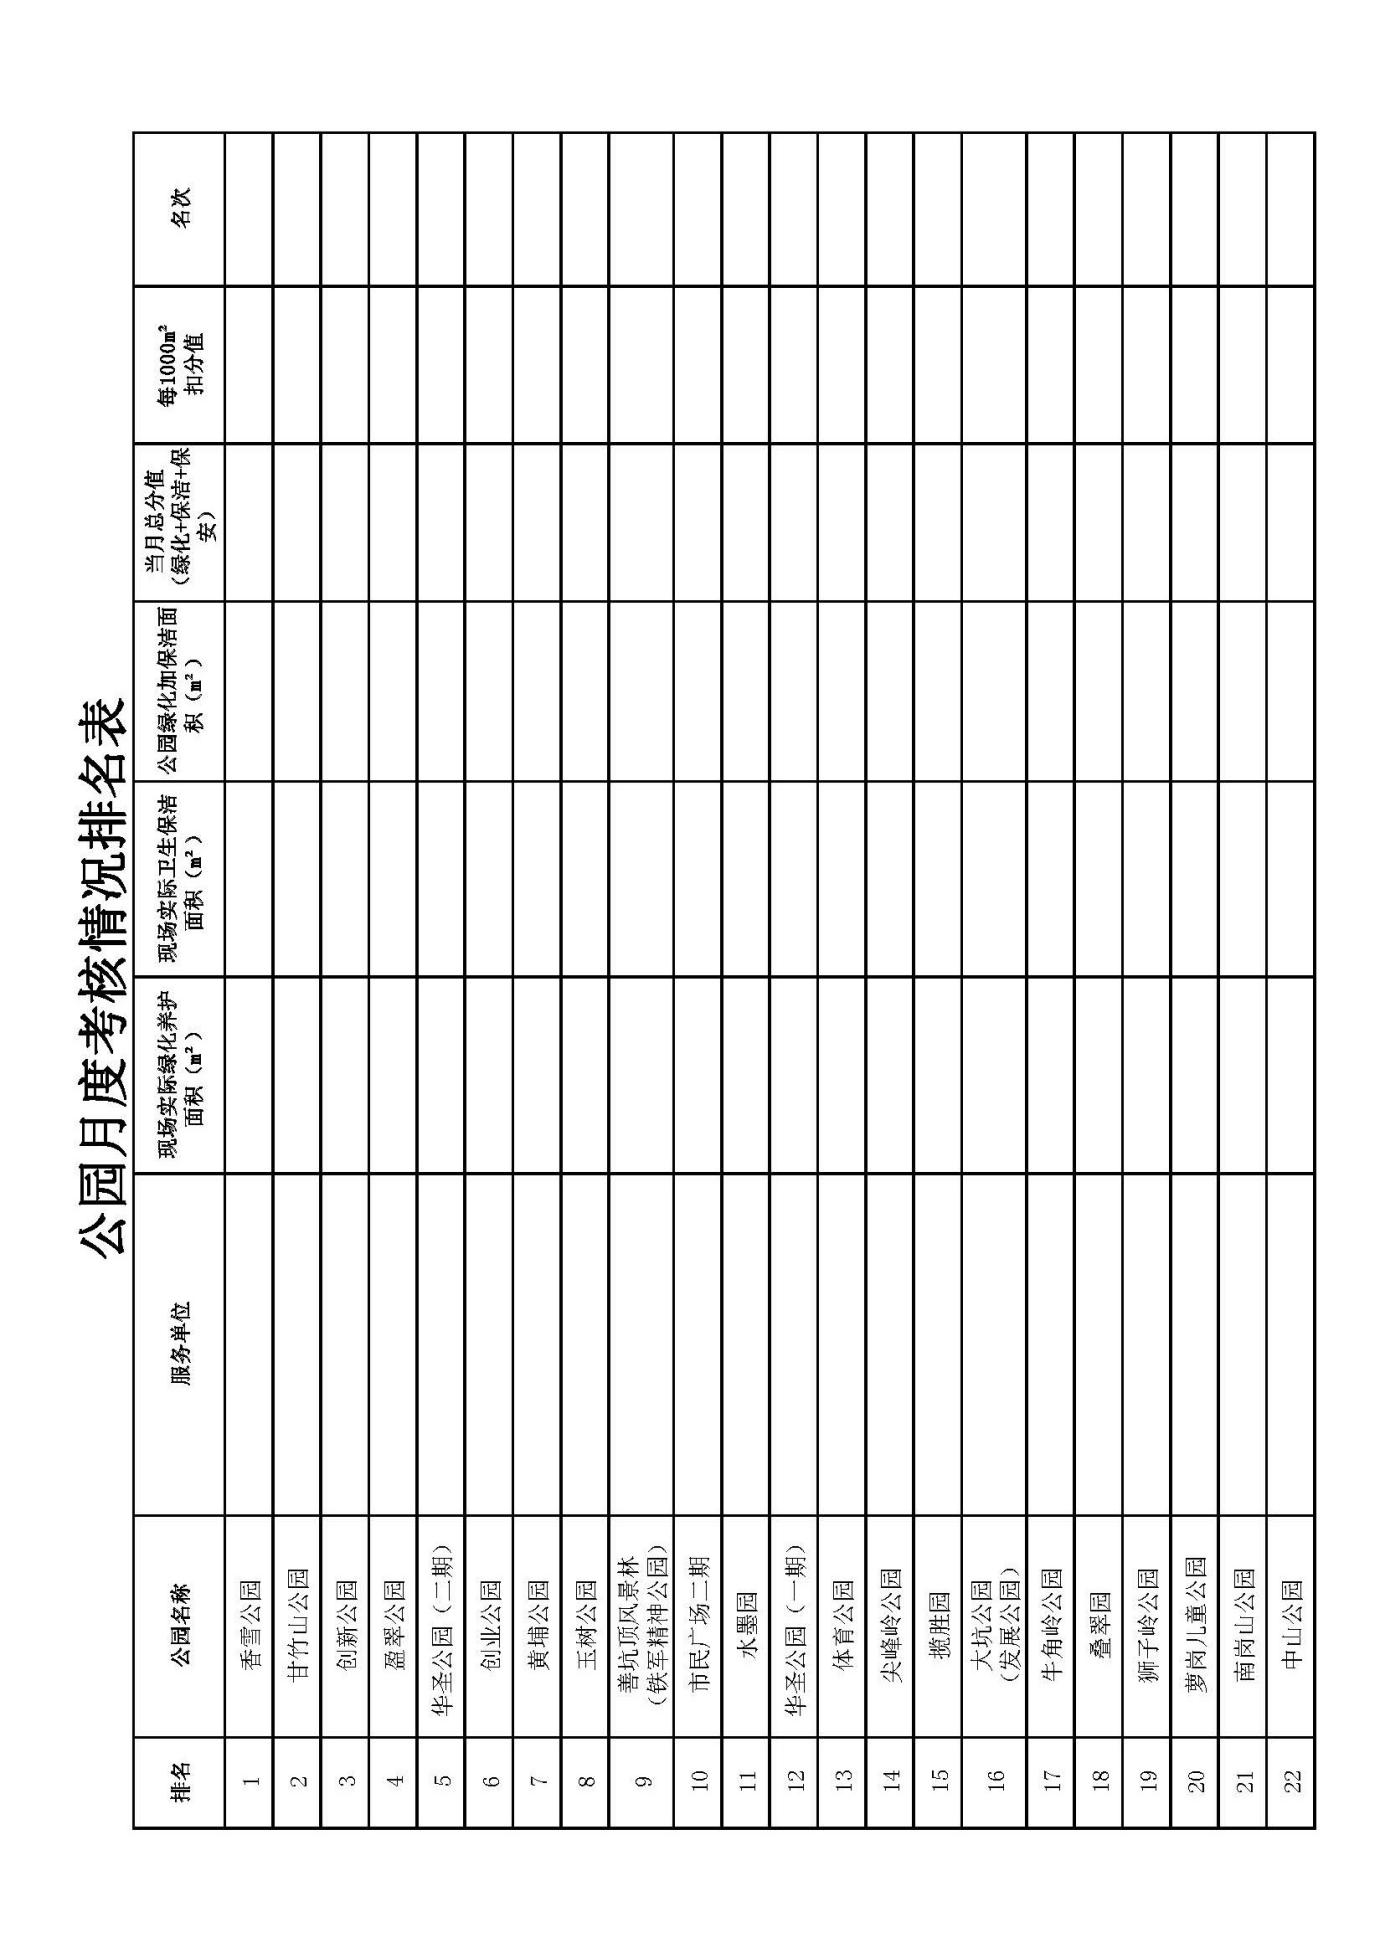 公园月度考核情况排名表
排名
公园名称
服务单位
现场实际绿化养护
面积（m²）
现场实际卫生保洁
面积（m²）
公园绿化加保洁面
积（m²）
当月总分值
（绿化+保洁+保
安）
每1000m²
扣分值
名次
1 香雪公园
2 甘竹山公园
3 创新公园
4 盈翠公园
5 华圣公园（二期）
6 创业公园
7 黄埔公园
8 玉树公园
9 善坑顶风景林
（铁军精神公园）
10 市民广场二期
11 水墨园
12 华圣公园（一期）
13 体育公园
14 尖峰岭公园
15 揽胜园
16 大坑公园
（发展公园）
17 牛角岭公园
18 叠翠园
19 狮子岭公园
20 萝岗儿童公园
21 南岗山公园
22 中山公园